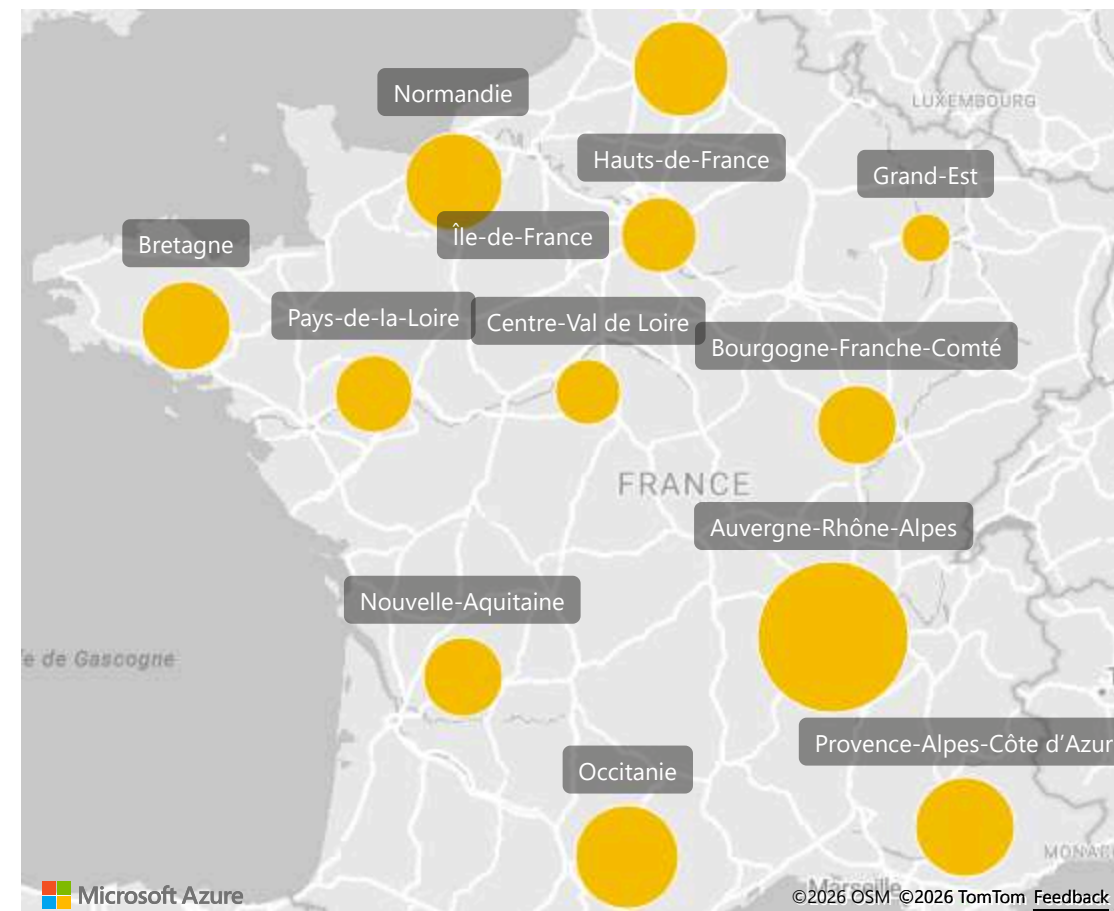 Normandie
LUXEMBOURG
Hauts-de-France
Grand-Est
Île-de-France
Bretagne
Pays-de-la-Loire
Centre-Val de Loire
Bourgogne-Franche-Comté
FRANCE
Auvergne-Rhône-Alpes
Nouvelle-Aquitaine
e de Gascogne
Provence-Alpes-Côte d’Azur
Occitanie
Marseille
Microsoft Azure
©2026 OSM ©2026 TomTom Feedback